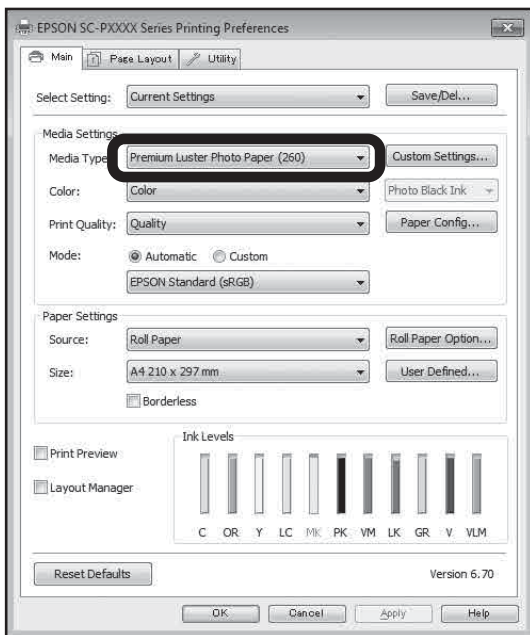 EPSON SC-PXXXX Series Printing Preferences
Main Page Layout Utility
Select Setting: Current Settings Save/Del...
Media Settings
Media Type Premium Luster Photo Paper (260) Custom Settings...
Color: Color Photo Black Ink
Print Quality: Quality Paper Config...
Mode: Automatic Custom
EPSON Standard (sRGB)
Paper Settings
Source: Roll Paper Roll Paper Option...
Size: A4 210 x 297 mm User Defined...
Borderless
Ink Levels
Print Preview
Layout Manager
C OR Y LC MK PK VM LK GR V VLM
Reset Defaults Version 6.70
OK Cancel Apply Help